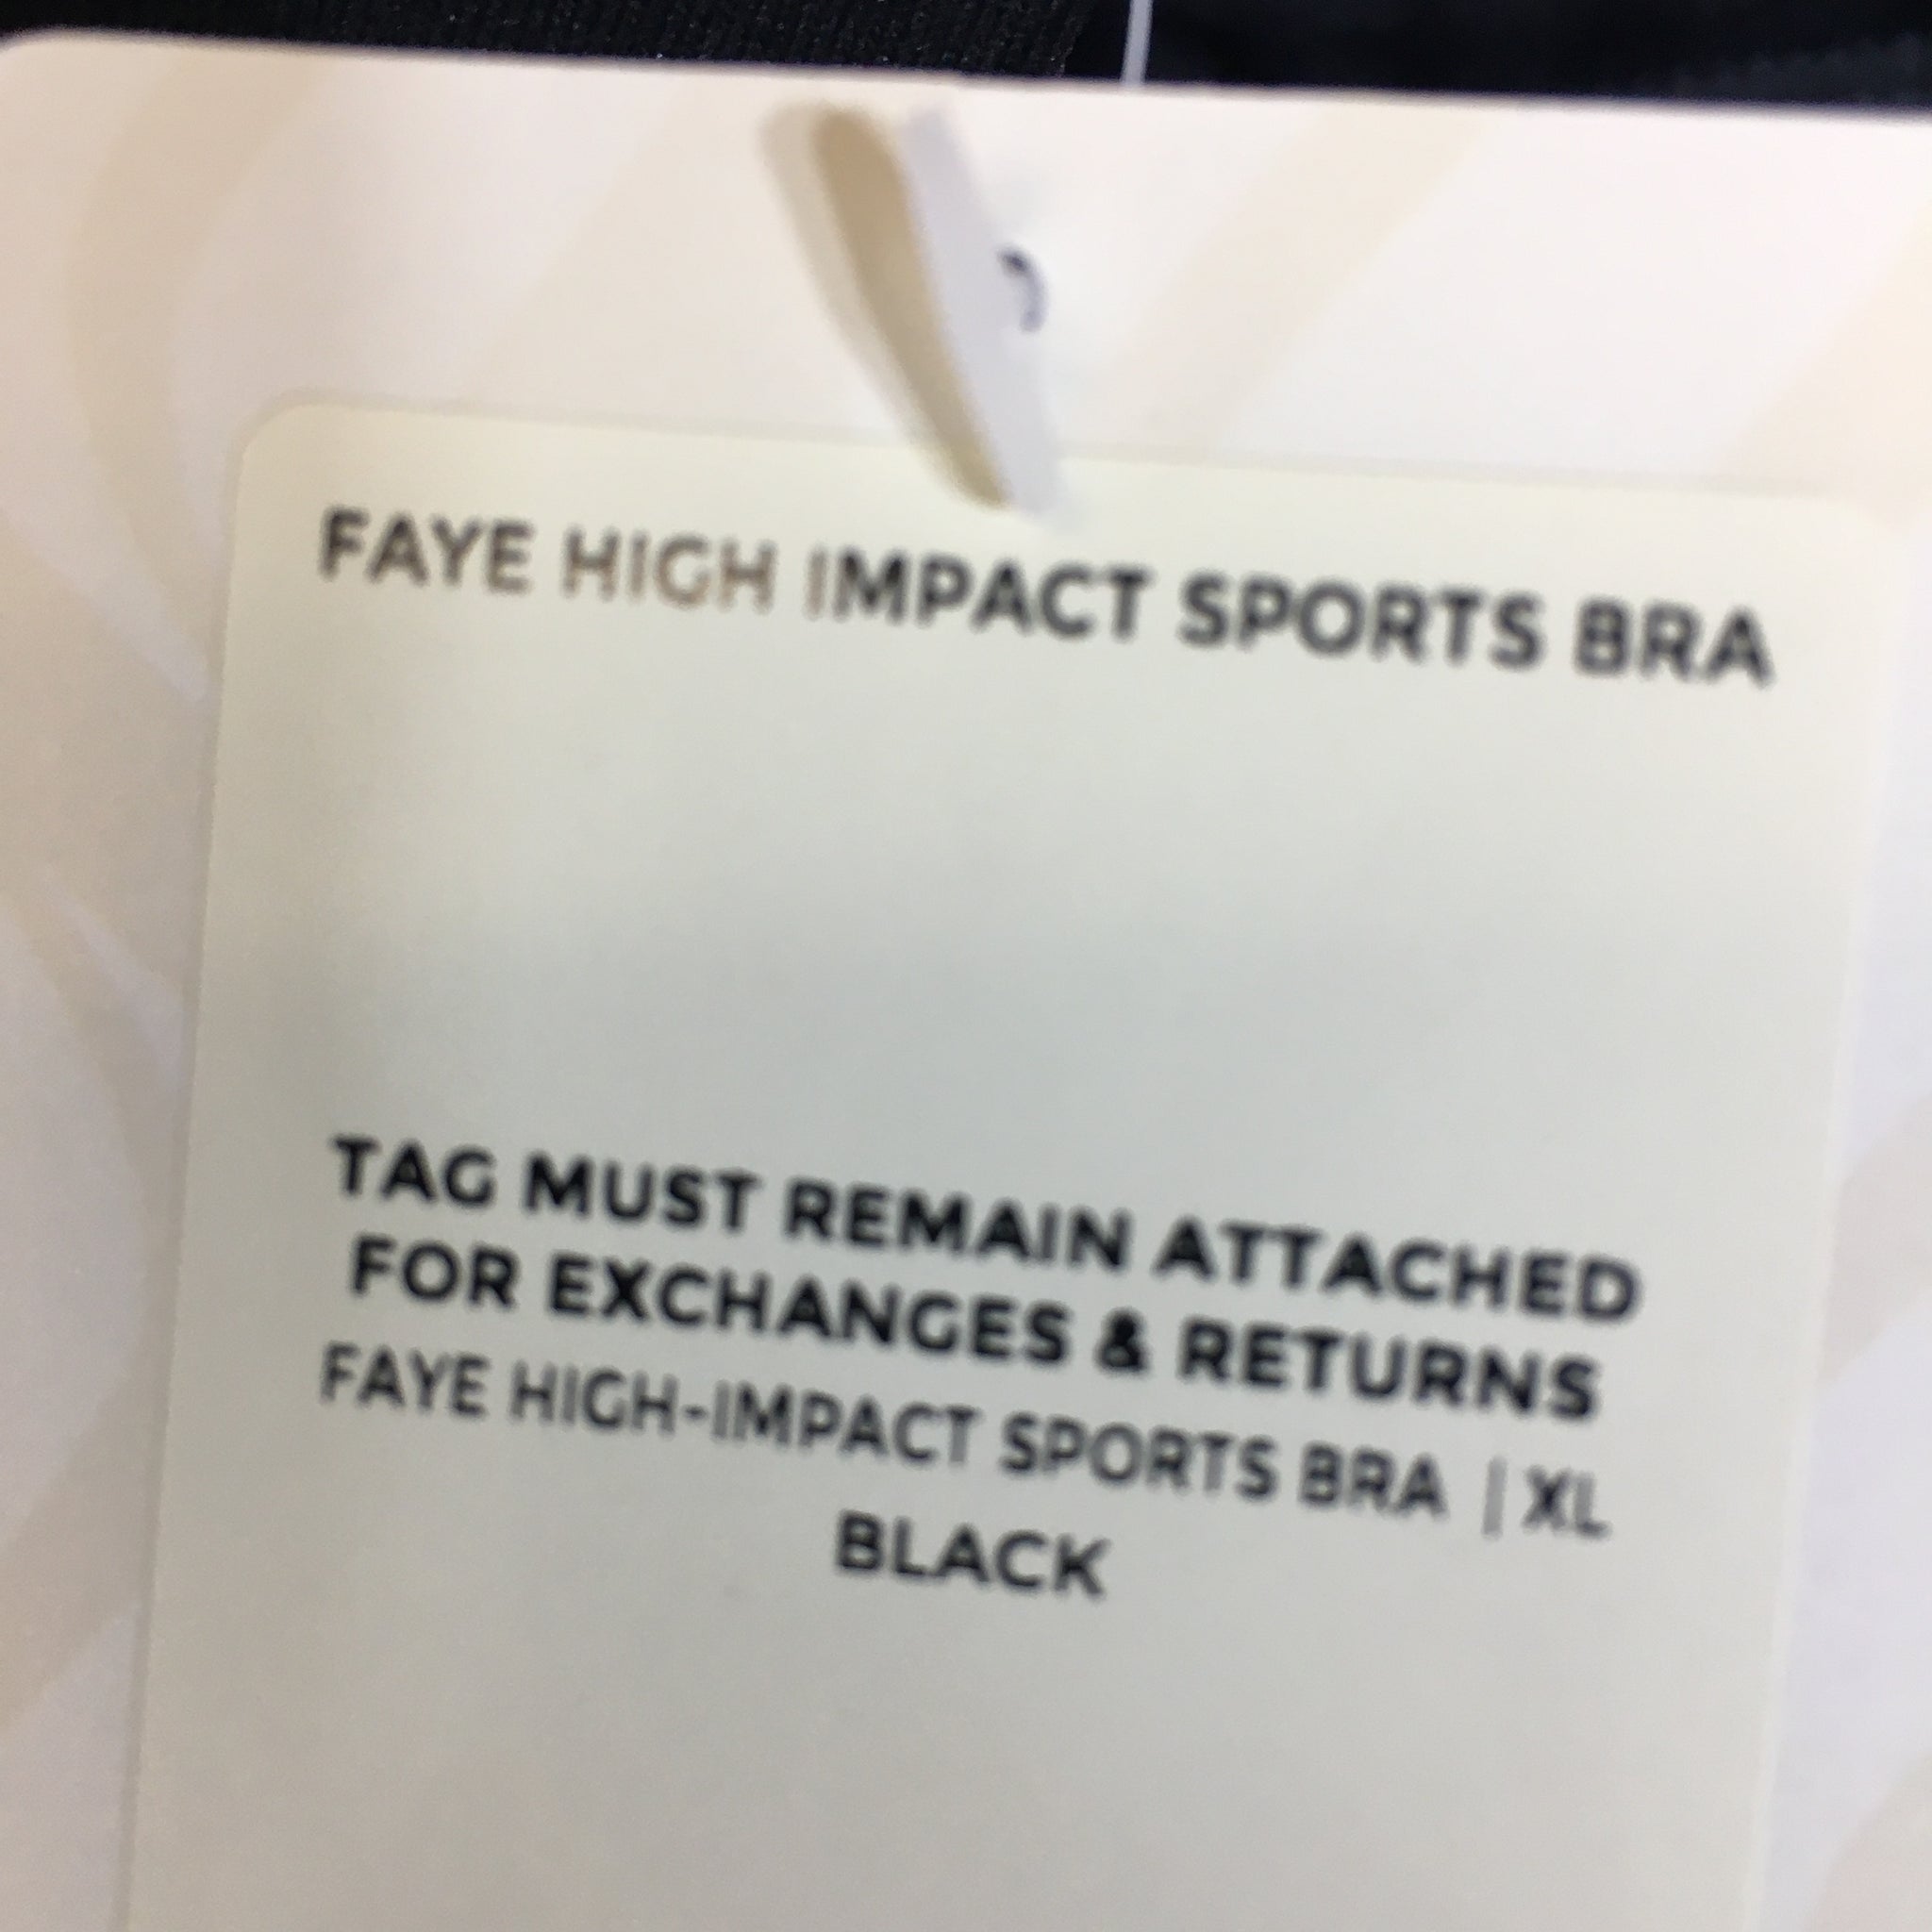 FAYE HIGH IMPACT SPORTS BRA
TAG MUST REMAIN ATTACHED
FOR EXCHANGES & RETURNS
FAYE HIGH-IMPACT SPORTS BRA | XL
BLACK